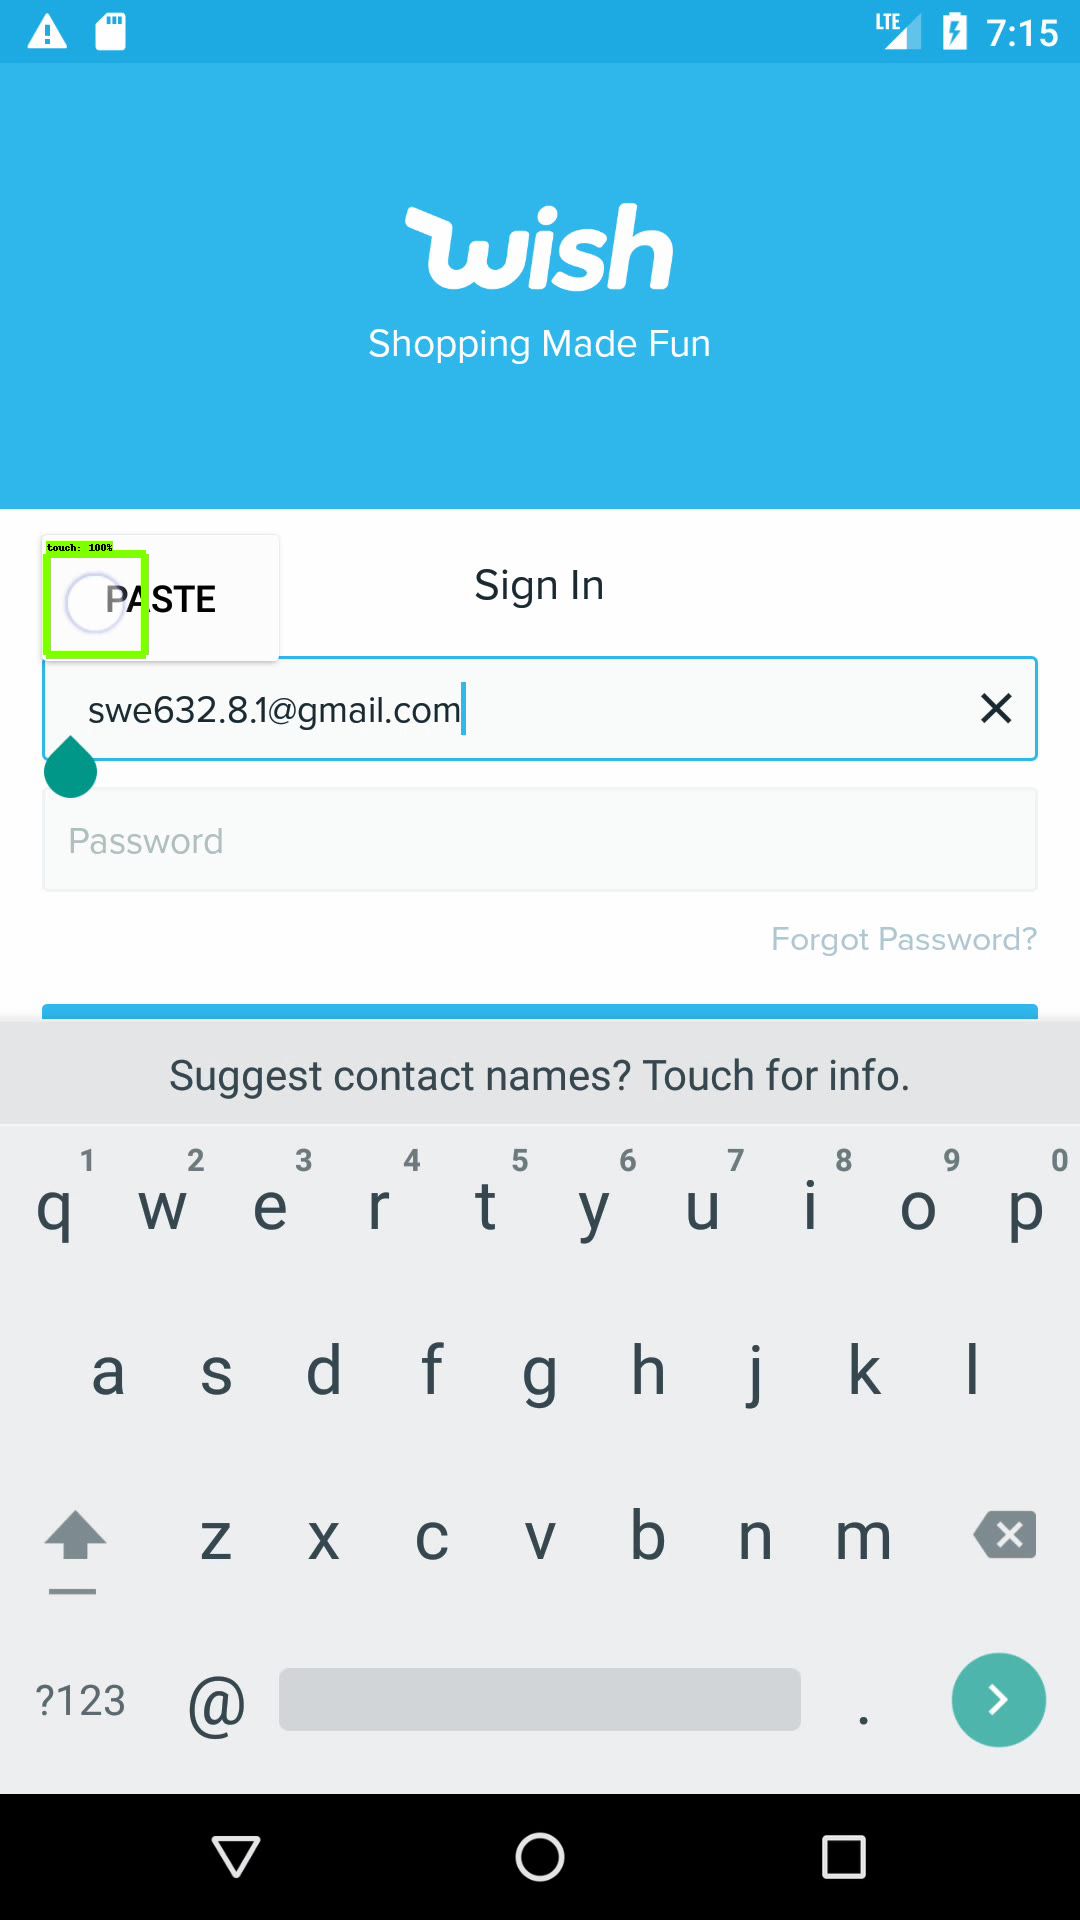 LTE 7:15
wish
Shopping Made Fun
touch: 100%
PASTE
Sign In
swe632.8.1@gmail.com
Password
Forgot Password?
Suggest contact names? Touch for info.
1 2 3 4 5 6 7 8 9 0
q w e r t y u i o p
a s d f g h j k l
z x c v b n m
?123 @ .